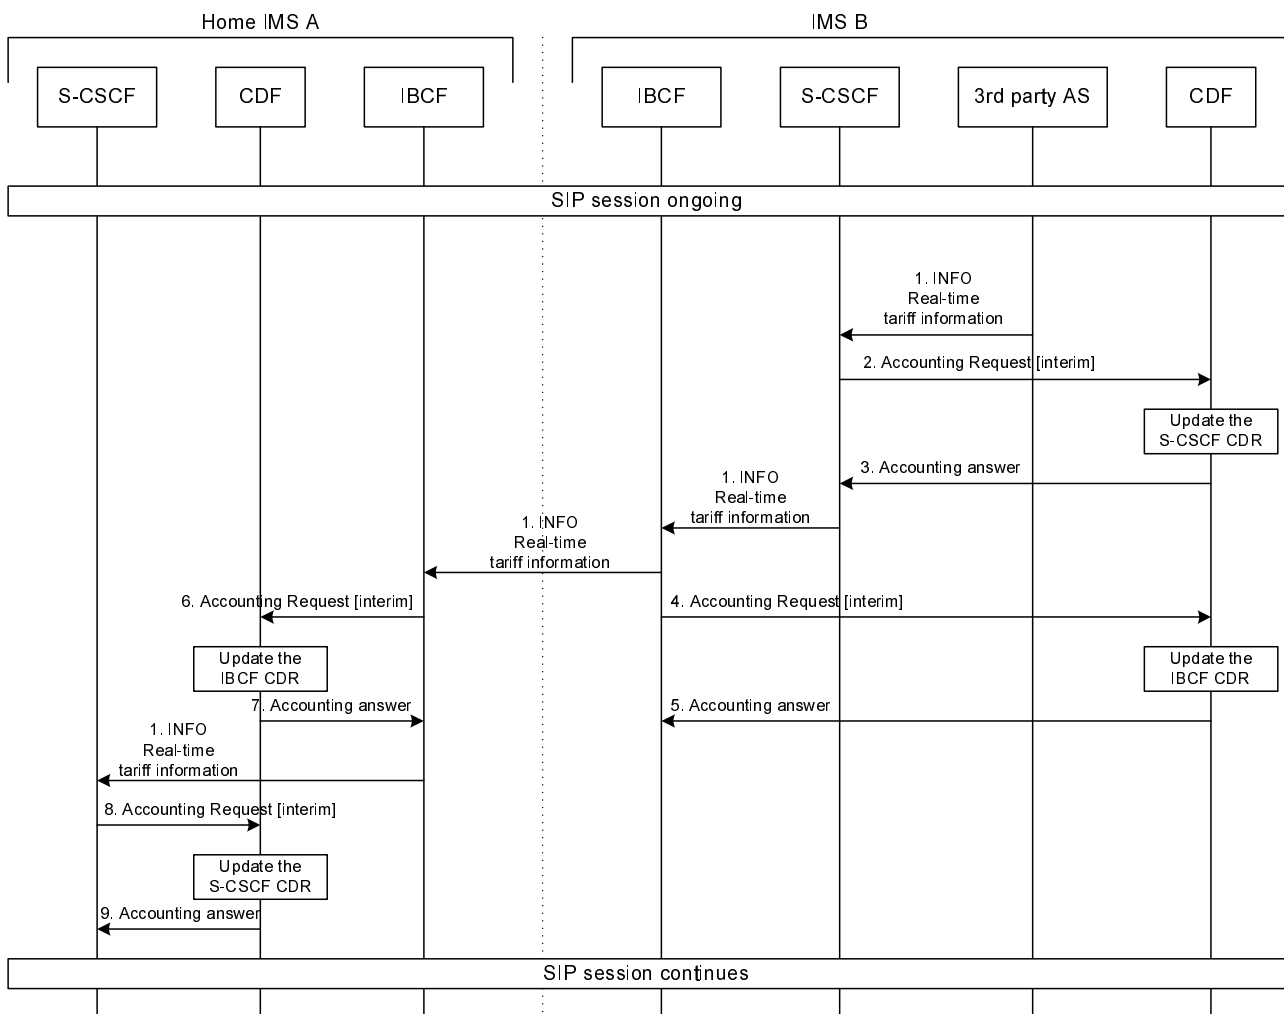 Home IMS A
IMS B
S-CSCF
CDF
IBCF
IBCF
S-CSCF
3rd party AS
CDF
SIP session ongoing
1. INFO
Real-time
tariff information
2. Accounting Request [interim]
Update the
S-CSCF CDR
3. Accounting answer
1. INFO
Real-time
tariff information
1. INFO
Real-time
tariff information
6. Accounting Request [interim]
4. Accounting Request [interim]
Update the
IBCF CDR
Update the
IBCF CDR
7. Accounting answer
5. Accounting answer
1. INFO
Real-time
tariff information
8. Accounting Request [interim]
Update the
S-CSCF CDR
9. Accounting answer
SIP session continues